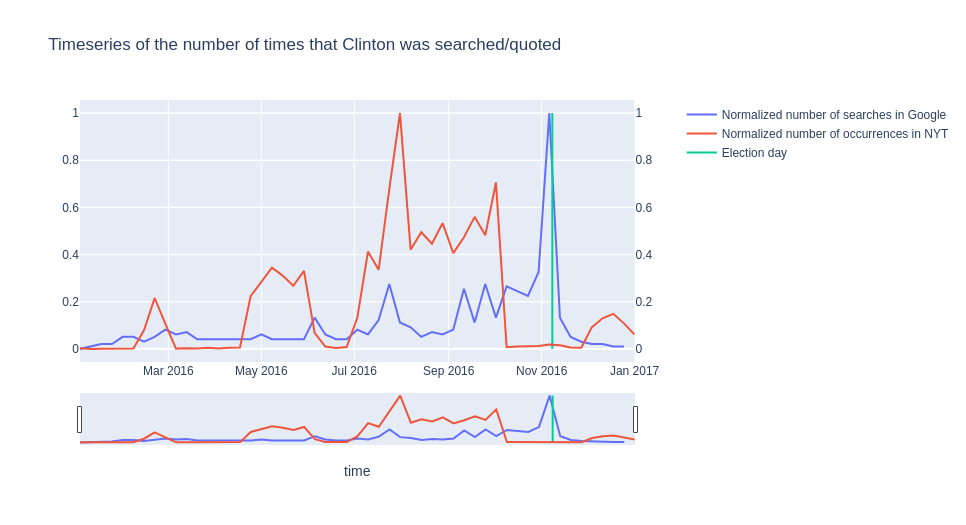 Timeseries of the number of times that Clinton was searched/quoted
1
0.8
0.6
0.4
0.2
0
1
0.8
0.6
0.4
0.2
0
Mar 2016
May 2016
Jul 2016
Sep 2016
Nov 2016
Jan 2017
time
Normalized number of searches in Google
Normalized number of occurrences in NYT
Election day